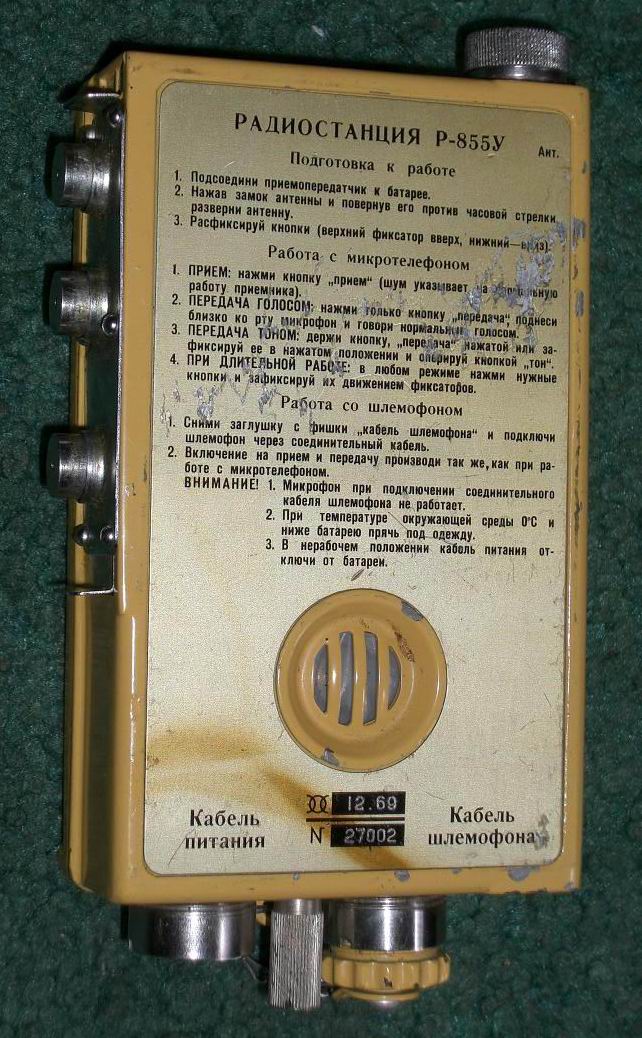 РАДИОСТАНЦИЯ Р-855У
Ант.
Подготовка к работе
1. Подсоедини приемопередатчик к батарее.
2. Нажав замок антенны и повернув его против часовой стрелки
разверни антенну.
3. Расфиксируй кнопки (верхний фиксатор вверх, нижний—вниз).
Работа с микротелефоном
1. ПРИЕМ: нажми кнопку „прием“ (шум указывает на
работу приемника).
2. ПЕРЕДАЧА ГОЛОСОМ: нажми только кнопку „передача“, поднеси
близко ко рту микрофон и говори нормальным голосом.
3. ПЕРЕДАЧА ТОНОМ: держи кнопку „передача“ нажатой или за-
фиксируй ее в нажатом положении и оперируй кнопкой „тон“.
4. ПРИ ДЛИТЕЛЬНОЙ РАБОТЕ: в любом режиме нажми нужные
кнопки и зафиксируй их движением фиксаторов.
Работа со шлемофоном
1. Сними заглушку с фишки „кабель шлемофона“ и подключи
шлемофон через соединительный кабель.
2. Включение на прием и передачу производи так же, как при ра-
боте с микротелефоном.
ВНИМАНИЕ! 1. Микрофон при подключении соединительного
кабеля шлемофона не работает.
2. При температуре окружающей среды 0°С и
ниже батарею прячь под одежду.
3. В нерабочем положении кабель питания от-
ключи от батареи.
12.69
N 27002
Кабель
питания
Кабель
шлемофона